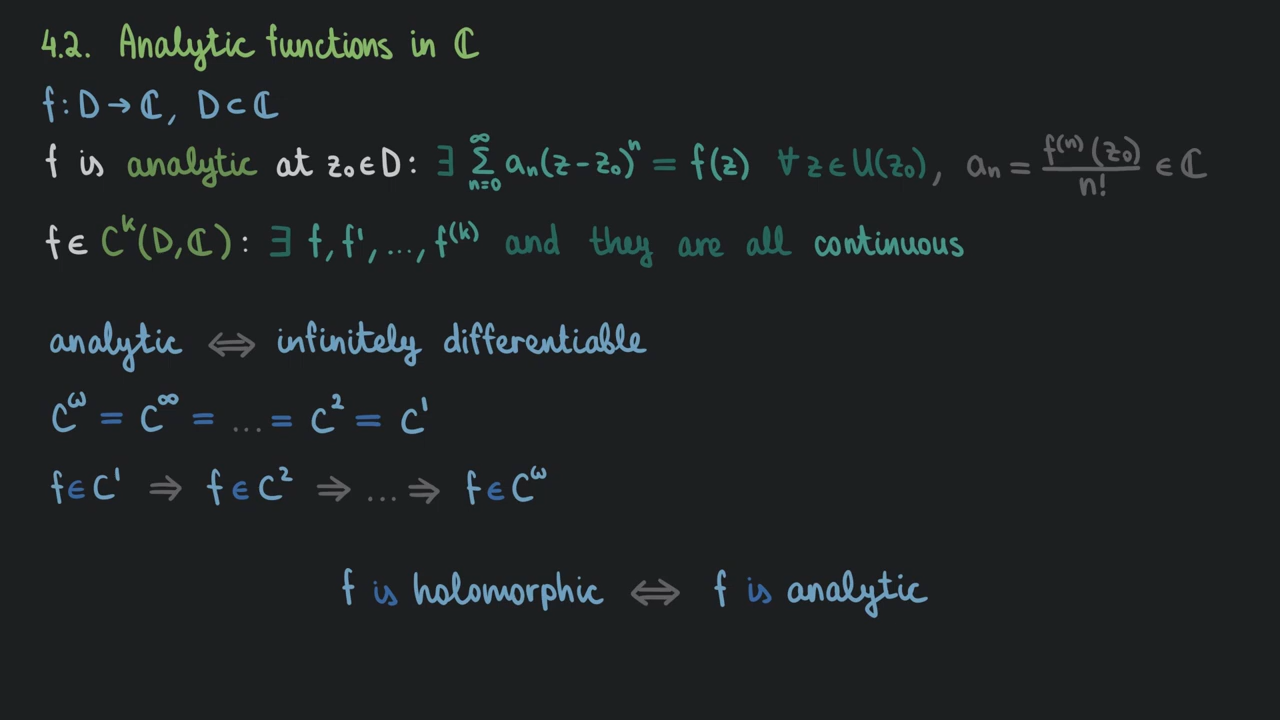 4.2. Analytic functions in ℂ
f: D → ℂ, D ⊂ ℂ
f is analytic at z₀ ∈ D: ∃ ∑_{n=0}^{∞} aₙ(z − z₀)ⁿ = f(z) ∀ z ∈ U(z₀), aₙ = f⁽ⁿ⁾(z₀)/n! ∈ ℂ
f ∈ Cᵏ(D, ℂ): ∃ f, f', ..., f⁽ᵏ⁾ and they are all continuous
analytic ⇔ infinitely differentiable
C^ω = C^∞ = ... = C² = C¹
f ∈ C¹ ⇒ f ∈ C² ⇒ ... ⇒ f ∈ C^ω
f is holomorphic ⇔ f is analytic